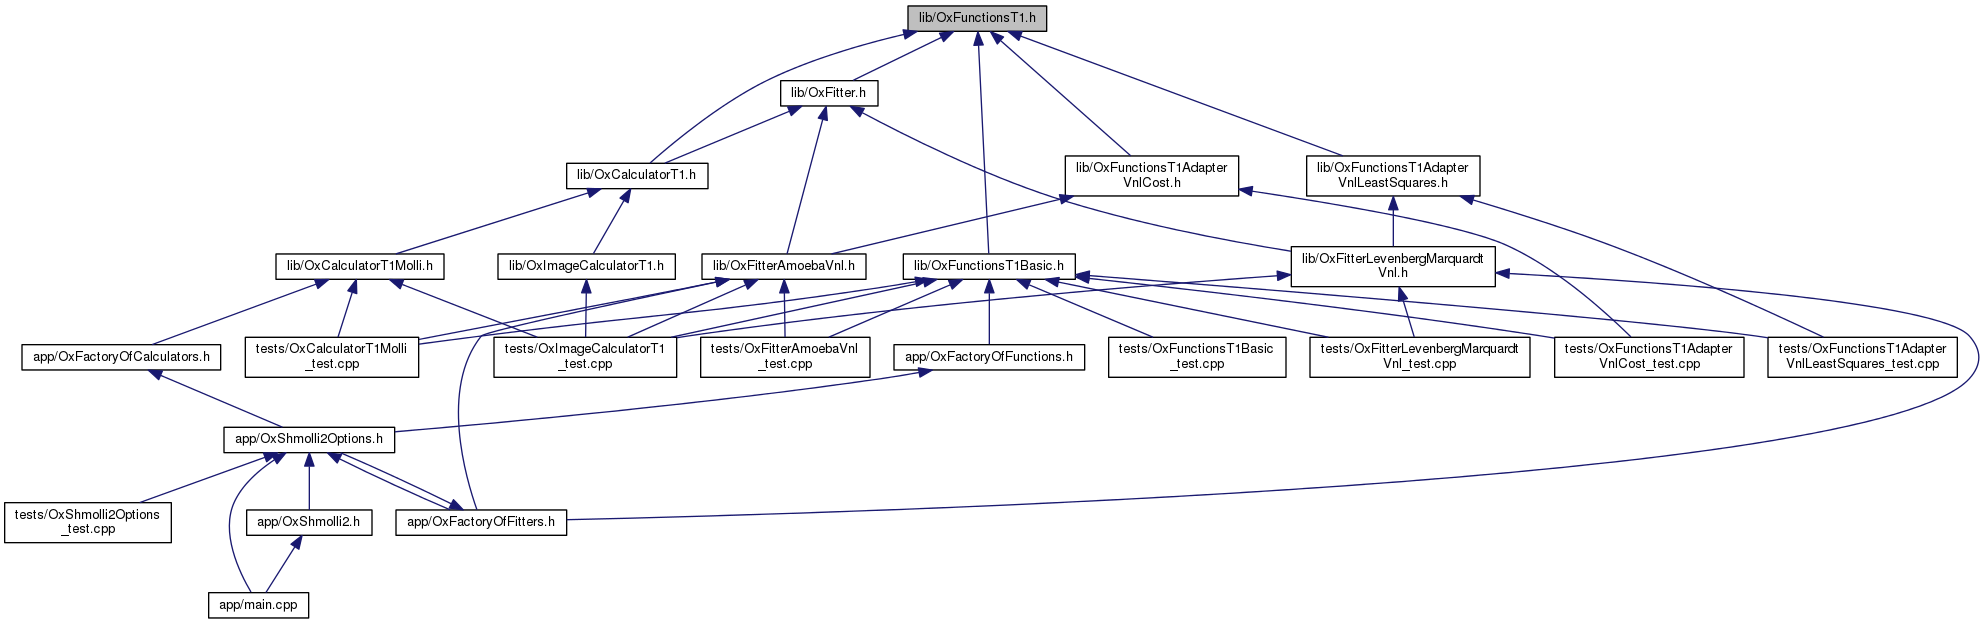 lib/OxFunctionsT1.h
lib/OxFitter.h
lib/OxCalculatorT1.h
lib/OxFunctionsT1Adapter
VnlCost.h
lib/OxFunctionsT1Adapter
VnlLeastSquares.h
lib/OxCalculatorT1Molli.h
lib/OxImageCalculatorT1.h
lib/OxFitterAmoebaVnl.h
lib/OxFunctionsT1Basic.h
lib/OxFitterLevenbergMarquardt
Vnl.h
app/OxFactoryOfCalculators.h
tests/OxCalculatorT1Molli
_test.cpp
tests/OxImageCalculatorT1
_test.cpp
tests/OxFitterAmoebaVnl
_test.cpp
app/OxFactoryOfFunctions.h
tests/OxFunctionsT1Basic
_test.cpp
tests/OxFitterLevenbergMarquardt
Vnl_test.cpp
tests/OxFunctionsT1Adapter
VnlCost_test.cpp
tests/OxFunctionsT1Adapter
VnlLeastSquares_test.cpp
app/OxShmolli2Options.h
tests/OxShmolli2Options
_test.cpp
app/OxShmolli2.h
app/OxFactoryOfFitters.h
app/main.cpp